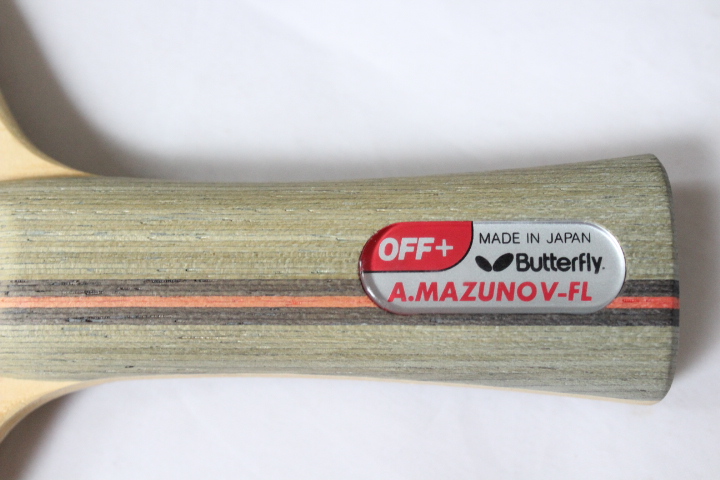 OFF+
MADE IN JAPAN
Butterfly
A.MAZUNOV-FL